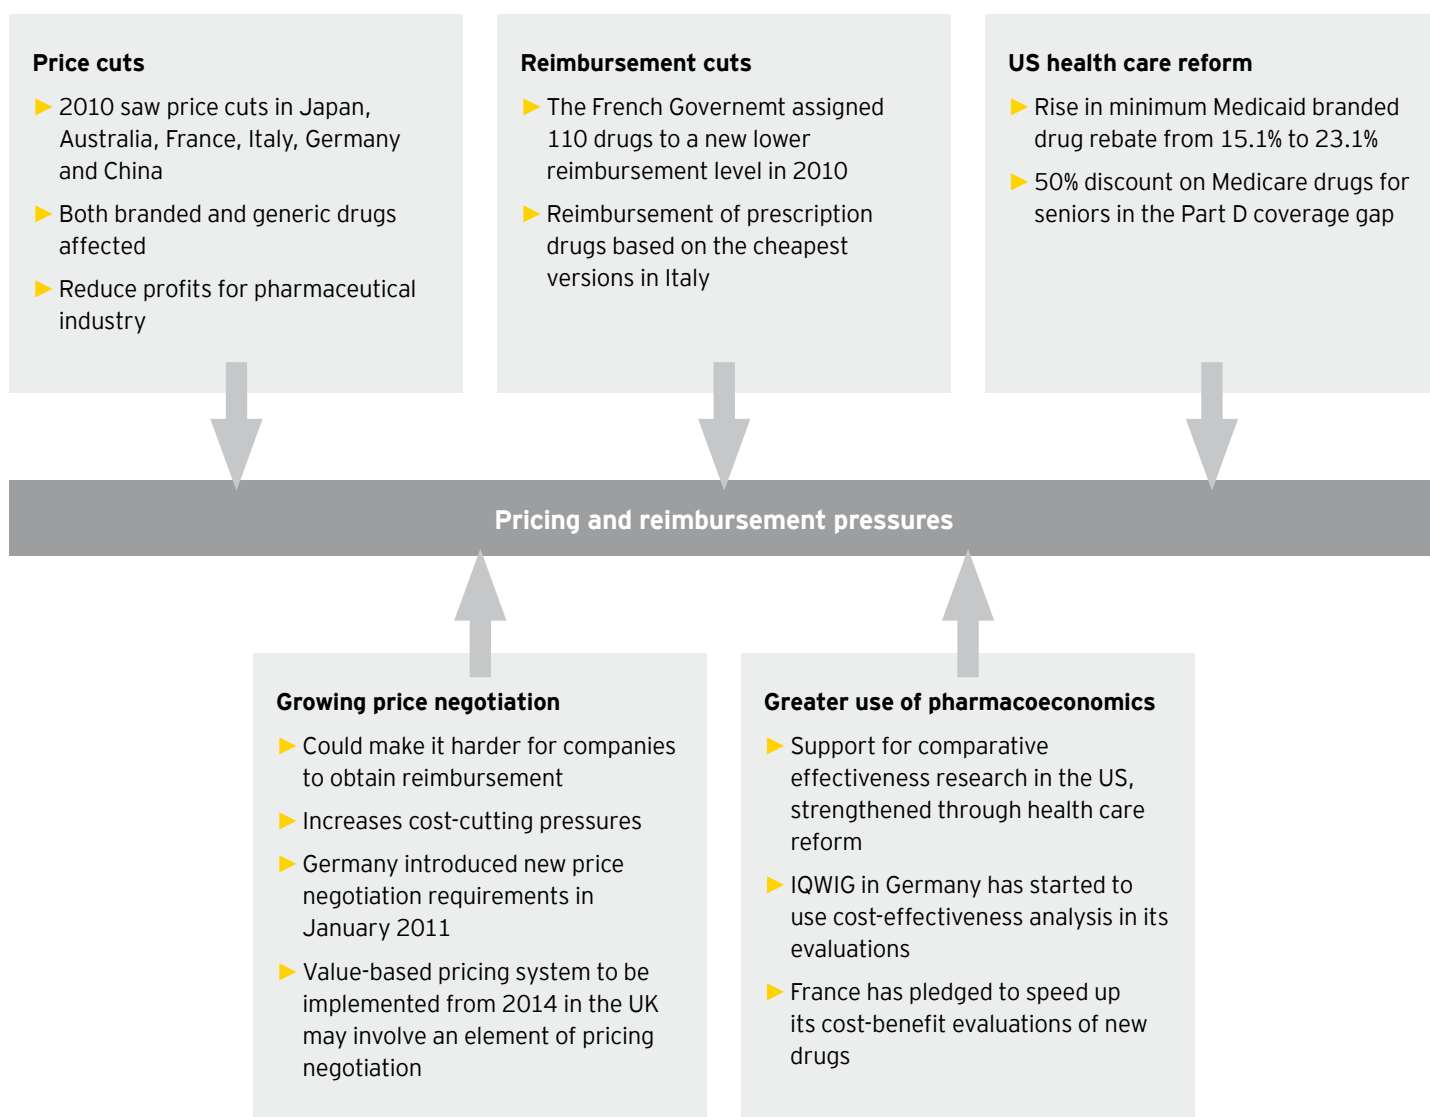 Price cuts
2010 saw price cuts in Japan,
Australia, France, Italy, Germany
and China
Both branded and generic drugs
affected
Reduce profits for pharmaceutical
industry
Reimbursement cuts
The French Governemt assigned
110 drugs to a new lower
reimbursement level in 2010
Reimbursement of prescription
drugs based on the cheapest
versions in Italy
US health care reform
Rise in minimum Medicaid branded
drug rebate from 15.1% to 23.1%
50% discount on Medicare drugs for
seniors in the Part D coverage gap
Pricing and reimbursement pressures
Growing price negotiation
Could make it harder for companies
to obtain reimbursement
Increases cost-cutting pressures
Germany introduced new price
negotiation requirements in
January 2011
Value-based pricing system to be
implemented from 2014 in the UK
may involve an element of pricing
negotiation
Greater use of pharmacoeconomics
Support for comparative
effectiveness research in the US,
strengthened through health care
reform
IQWIG in Germany has started to
use cost-effectiveness analysis in its
evaluations
France has pledged to speed up
its cost-benefit evaluations of new
drugs